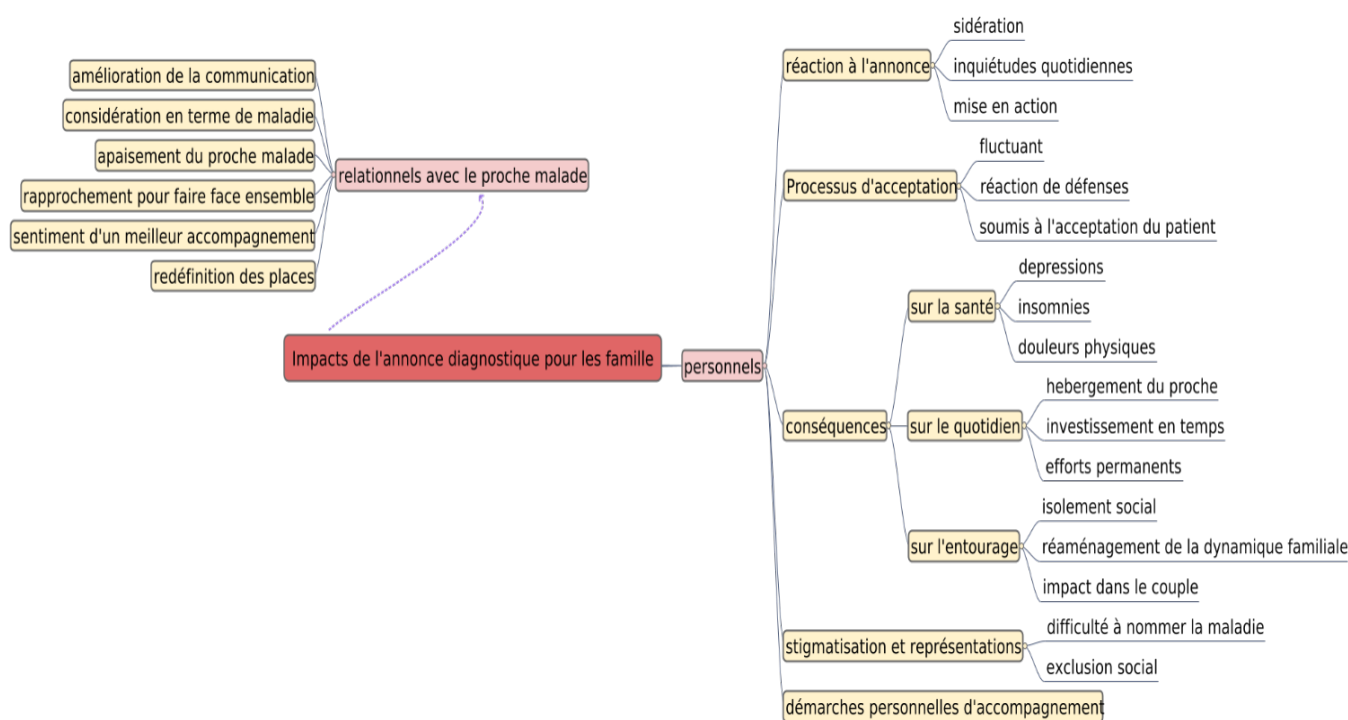 amélioration de la communication
considération en terme de maladie
apaisement du proche malade
rapprochement pour faire face ensemble
sentiment d'un meilleur accompagnement
redéfinition des places
relationnels avec le proche malade
Impacts de l'annonce diagnostique pour les famille
personnels
réaction à l'annonce
sidération
inquiétudes quotidiennes
mise en action
Processus d'acceptation
fluctuant
réaction de défenses
soumis à l'acceptation du patient
conséquences
sur la santé
depressions
insomnies
douleurs physiques
sur le quotidien
hebergement du proche
investissement en temps
efforts permanents
sur l'entourage
isolement social
réaménagement de la dynamique familiale
impact dans le couple
stigmatisation et représentations
difficulté à nommer la maladie
exclusion social
démarches personnelles d'accompagnement